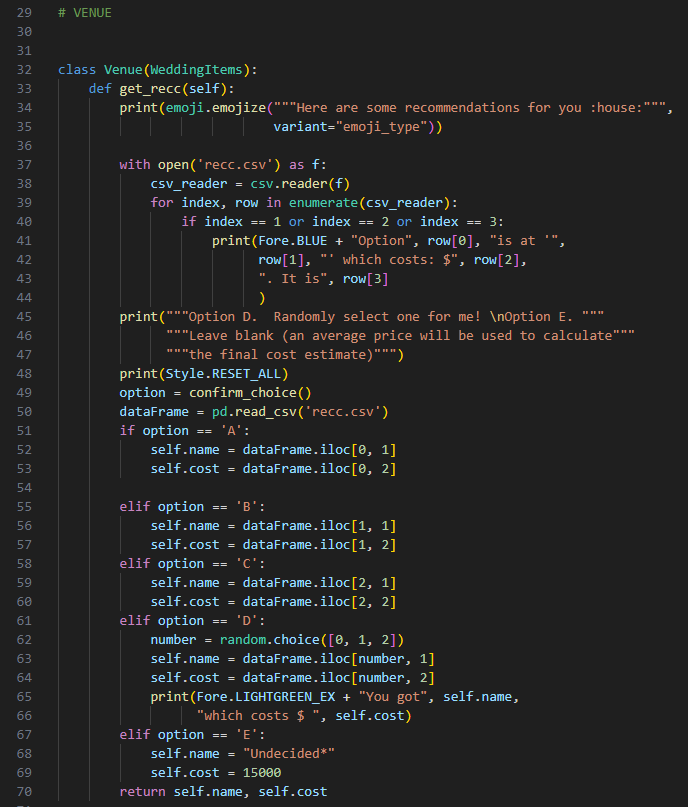 29 # VENUE
30
31
32 class Venue(WeddingItems):
33     def get_recc(self):
34         print(emoji.emojize("""Here are some recommendations for you :house:""",
35                             variant="emoji_type"))
36
37         with open('recc.csv') as f:
38             csv_reader = csv.reader(f)
39             for index, row in enumerate(csv_reader):
40                 if index == 1 or index == 2 or index == 3:
41                     print(Fore.BLUE + "Option", row[0], "is at '",
42                           row[1], "' which costs: $", row[2],
43                           ". It is", row[3]
44                           )
45         print("""Option D.  Randomly select one for me! \nOption E. """
46               """Leave blank (an average price will be used to calculate"""
47               """the final cost estimate)""")
48         print(Style.RESET_ALL)
49         option = confirm_choice()
50         dataFrame = pd.read_csv('recc.csv')
51         if option == 'A':
52             self.name = dataFrame.iloc[0, 1]
53             self.cost = dataFrame.iloc[0, 2]
54
55         elif option == 'B':
56             self.name = dataFrame.iloc[1, 1]
57             self.cost = dataFrame.iloc[1, 2]
58         elif option == 'C':
59             self.name = dataFrame.iloc[2, 1]
60             self.cost = dataFrame.iloc[2, 2]
61         elif option == 'D':
62             number = random.choice([0, 1, 2])
63             self.name = dataFrame.iloc[number, 1]
64             self.cost = dataFrame.iloc[number, 2]
65             print(Fore.LIGHTGREEN_EX + "You got", self.name,
66                   "which costs $ ", self.cost)
67         elif option == 'E':
68             self.name = "Undecided*"
69             self.cost = 15000
70         return self.name, self.cost